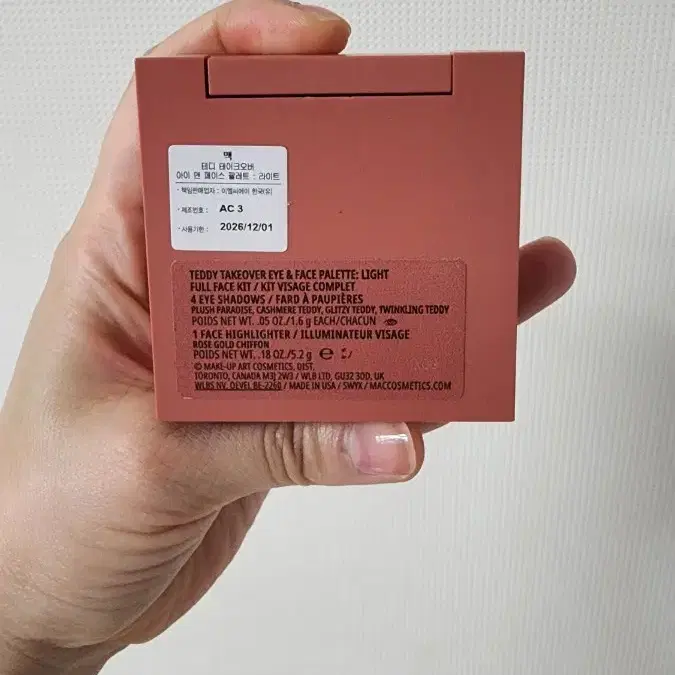 맥
테디 테이크오버
아이 앤 페이스 팔레트 : 라이트
· 책임판매업자 : 이엘씨에이 한국(유)
· 제조번호 : AC 3
· 사용기한 : 2026/12/01
TEDDY TAKEOVER EYE & FACE PALETTE: LIGHT
FULL FACE KIT / KIT VISAGE COMPLET
4 EYE SHADOWS / FARD À PAUPIÈRES
PLUSH PARADISE, CASHMERE TEDDY, GLITZY TEDDY, TWINKLING TEDDY
POIDS NET WT. .05 OZ./1.6 g EACH/CHACUN
1 FACE HIGHLIGHTER / ILLUMINATEUR VISAGE
ROSE GOLD CHIFFON
POIDS NET WT. .18 OZ./5.2 g ℮
© MAKE-UP ART COSMETICS, DIST.
TORONTO, CANADA M3J 2W3 / WLB LTD, GU32 3OD, UK
WLBS NV, OEVEL BE-2260 / MADE IN USA / SWYX / MACCOSMETICS.COM